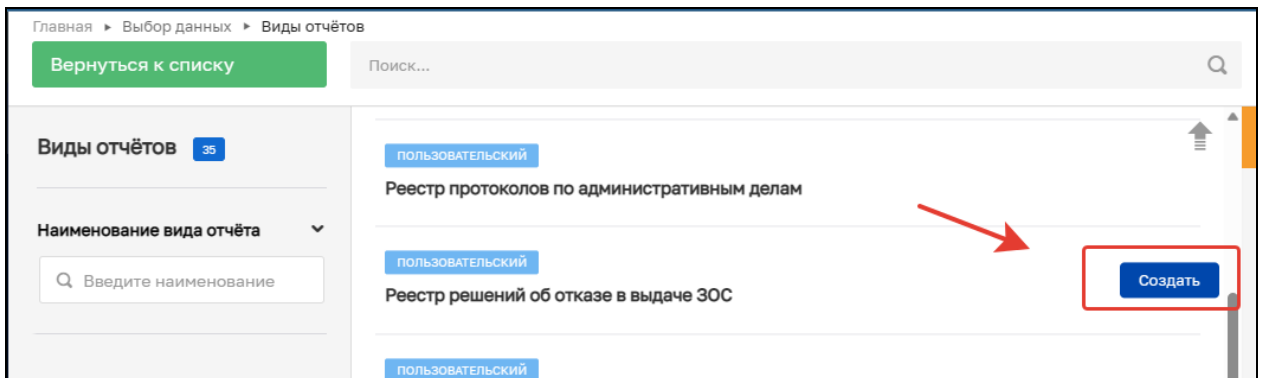 Главная ▸ Выбор данных ▸ Виды отчётов
Вернуться к списку
Поиск...
Виды отчётов 35
Наименование вида отчёта
Введите наименование
ПОЛЬЗОВАТЕЛЬСКИЙ
Реестр протоколов по административным делам
ПОЛЬЗОВАТЕЛЬСКИЙ
Реестр решений об отказе в выдаче ЗОС
Создать
ПОЛЬЗОВАТЕЛЬСКИЙ